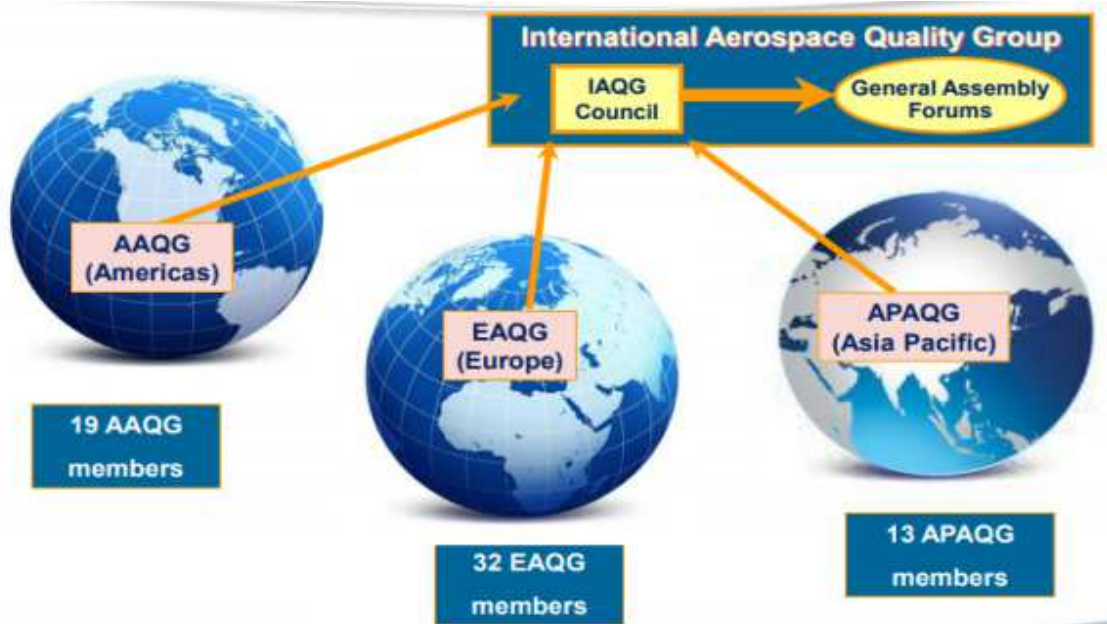 International Aerospace Quality Group
IAQG
Council
General Assembly
Forums
AAQG
(Americas)
EAQG
(Europe)
APAQG
(Asia Pacific)
19 AAQG
members
32 EAQG
members
13 APAQG
members